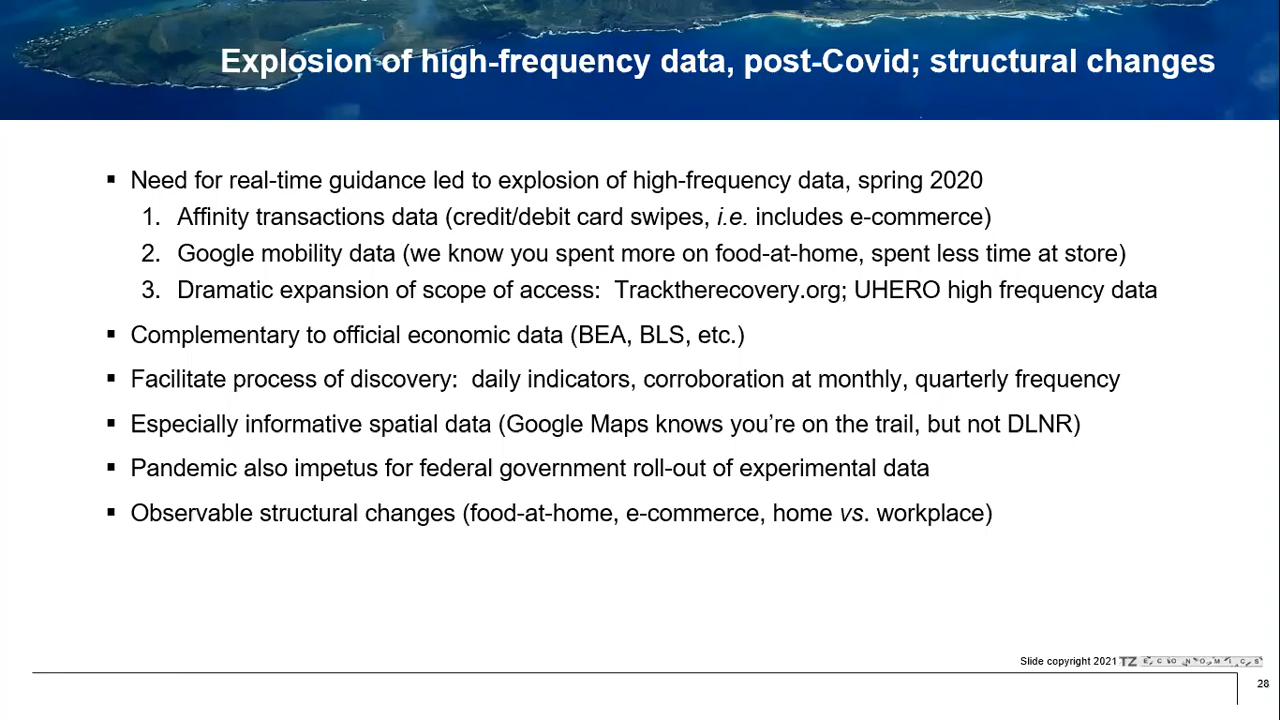 Explosion of high-frequency data, post-Covid; structural changes
▪ Need for real-time guidance led to explosion of high-frequency data, spring 2020
1. Affinity transactions data (credit/debit card swipes, i.e. includes e-commerce)
2. Google mobility data (we know you spent more on food-at-home, spent less time at store)
3. Dramatic expansion of scope of access: Tracktherecovery.org; UHERO high frequency data
▪ Complementary to official economic data (BEA, BLS, etc.)
▪ Facilitate process of discovery: daily indicators, corroboration at monthly, quarterly frequency
▪ Especially informative spatial data (Google Maps knows you’re on the trail, but not DLNR)
▪ Pandemic also impetus for federal government roll-out of experimental data
▪ Observable structural changes (food-at-home, e-commerce, home vs. workplace)
Slide copyright 2021 TZ ECONOMICS
28